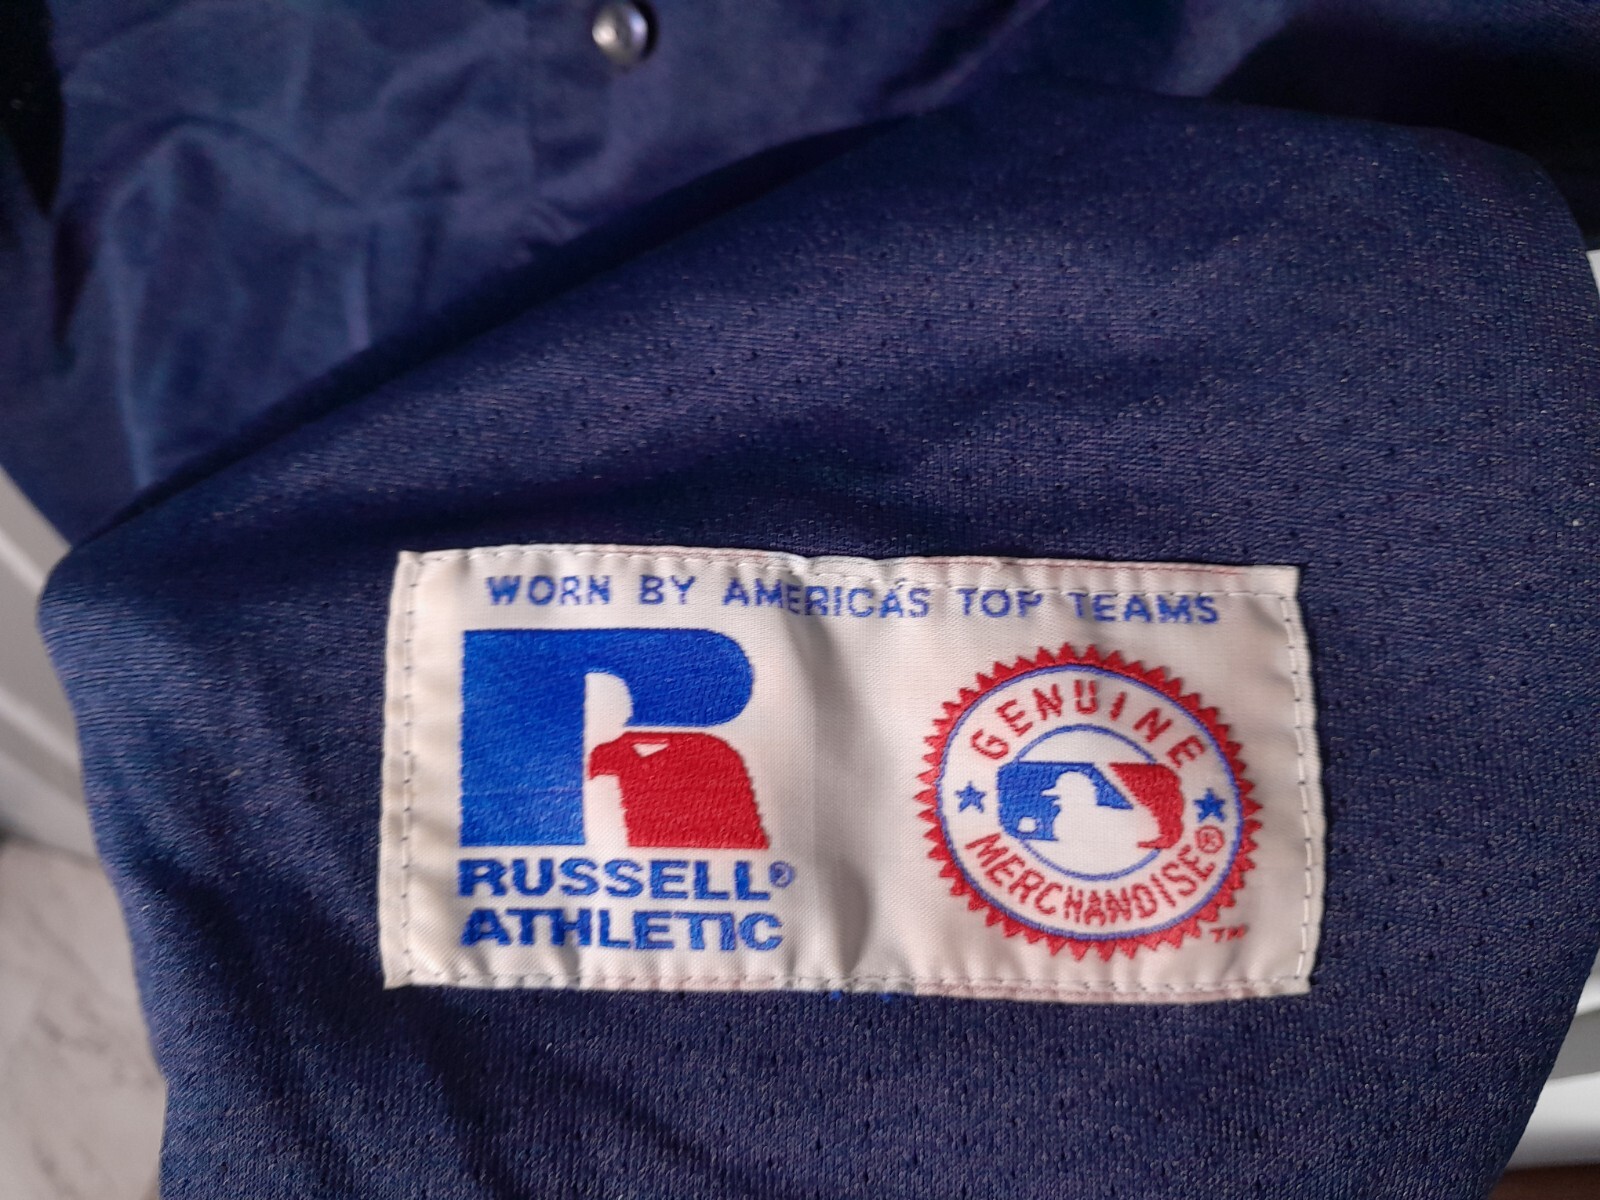 WORN BY AMERICA'S TOP TEAMS
R
RUSSELL®
ATHLETIC
GENUINE
MERCHANDISE®
TM